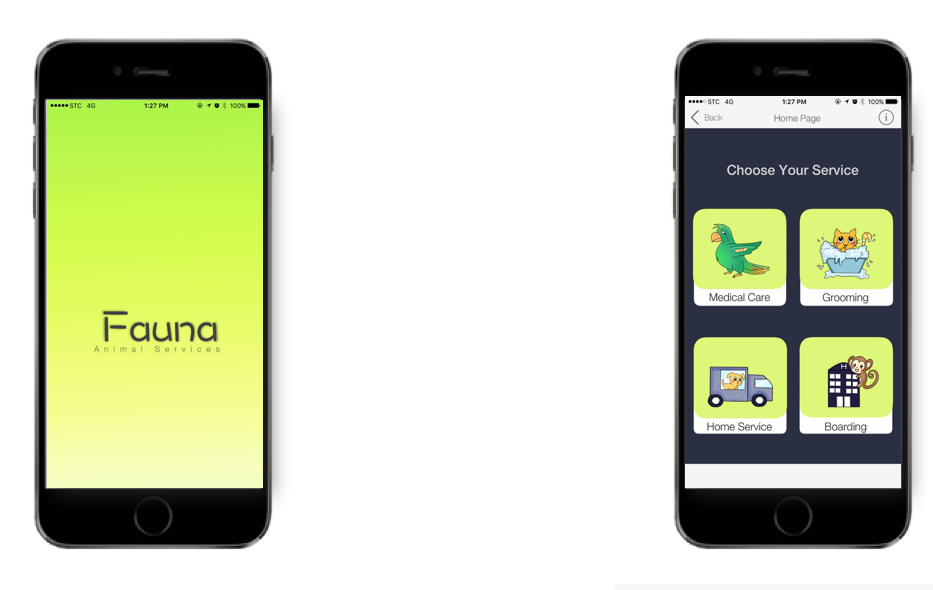 ●●●●● STC 4G 1:27 PM 100%
Fauna
Animal Services
●●●●○ STC 4G 1:27 PM 100%
Back Home Page i
Choose Your Service
Medical Care Grooming
H
Home Service Boarding